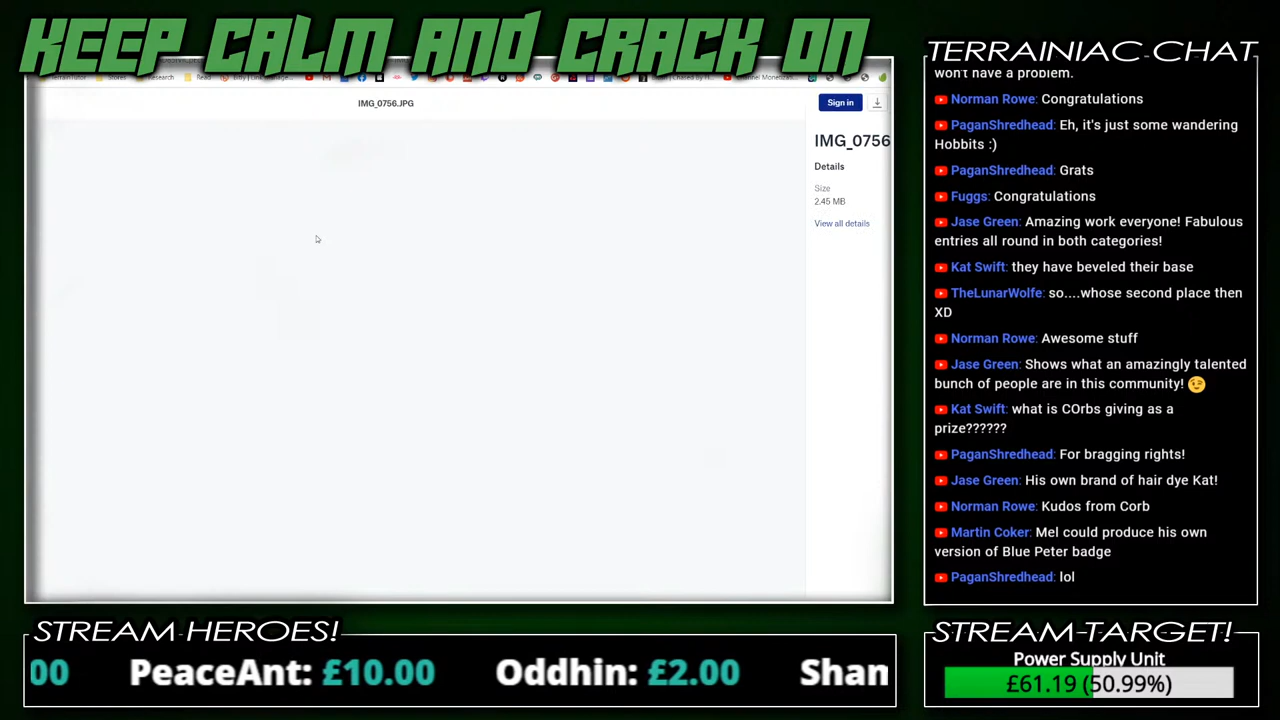 KEEP CALM AND CRACK ON
TERRAINIAC CHAT
won't have a problem.
Norman Rowe: Congratulations
PaganShredhead: Eh, it's just some wandering
Hobbits :)
PaganShredhead: Grats
Fuggs: Congratulations
Jase Green: Amazing work everyone! Fabulous
entries all round in both categories!
Kat Swift: they have beveled their base
TheLunarWolfe: so....whose second place then
XD
Norman Rowe: Awesome stuff
Jase Green: Shows what an amazingly talented
bunch of people are in this community! 😉
Kat Swift: what is COrbs giving as a
prize??????
PaganShredhead: For bragging rights!
Jase Green: His own brand of hair dye Kat!
Norman Rowe: Kudos from Corb
Martin Coker: Mel could produce his own
version of Blue Peter badge
PaganShredhead: lol
TerrainTutor Stores Research Read
IMG_0756.JPG
Sign in
IMG_0756
Details
Size
2.45 MB
View all details
STREAM HEROES!
00 PeaceAnt: £10.00 Oddhin: £2.00 Shan
STREAM TARGET!
Power Supply Unit
£61.19 (50.99%)